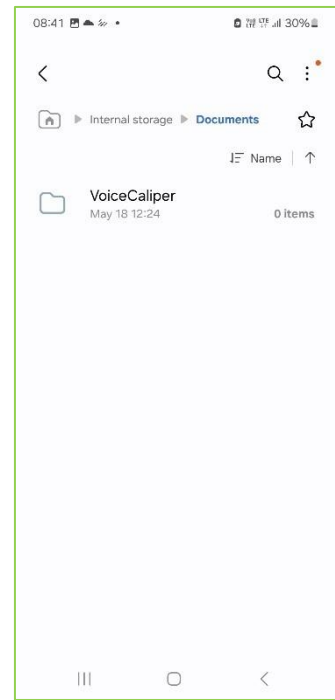 08:41 30%
Internal storage Documents
Name
VoiceCaliper
May 18 12:24 0 items